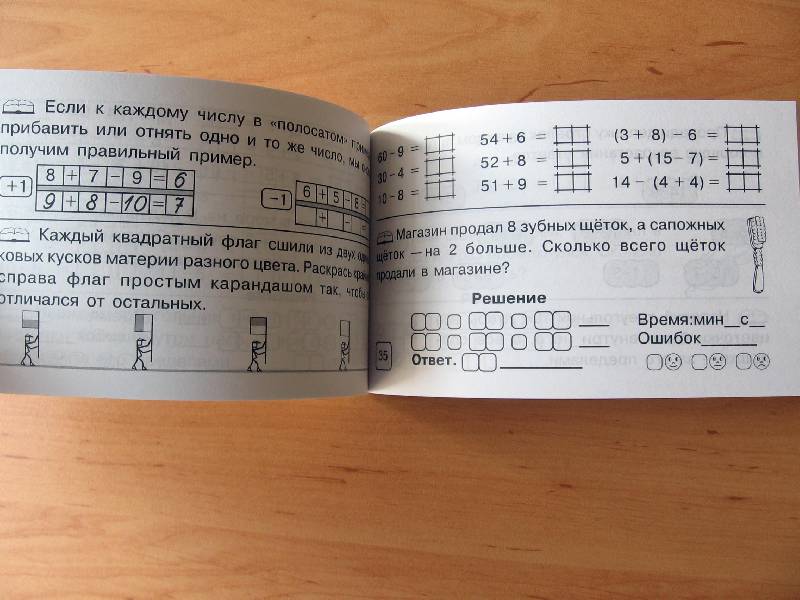 Если к каждому числу в «полосатом»
прибавить или отнять одно и то же число, мы
получим правильный пример.
+1
8 + 7 - 9 = 6
9 + 8 - 10 = 7
-1
6 + 5 - 8 =
+ -
Каждый квадратный флаг сшили из двух
ковых кусков материи разного цвета. Раскрась
справа флаг простым карандашом так, чтобы
отличался от остальных.
60 - 9 =
30 - 4 =
10 - 8 =
54 + 6 =
52 + 8 =
51 + 9 =
(3 + 8) - 6 =
5 + (15 - 7) =
14 - (4 + 4) =
Магазин продал 8 зубных щёток, а сапожных
щёток — на 2 больше. Сколько всего щёток
продали в магазине?
Решение
Время: мин__с__
Ошибок
Ответ.
35